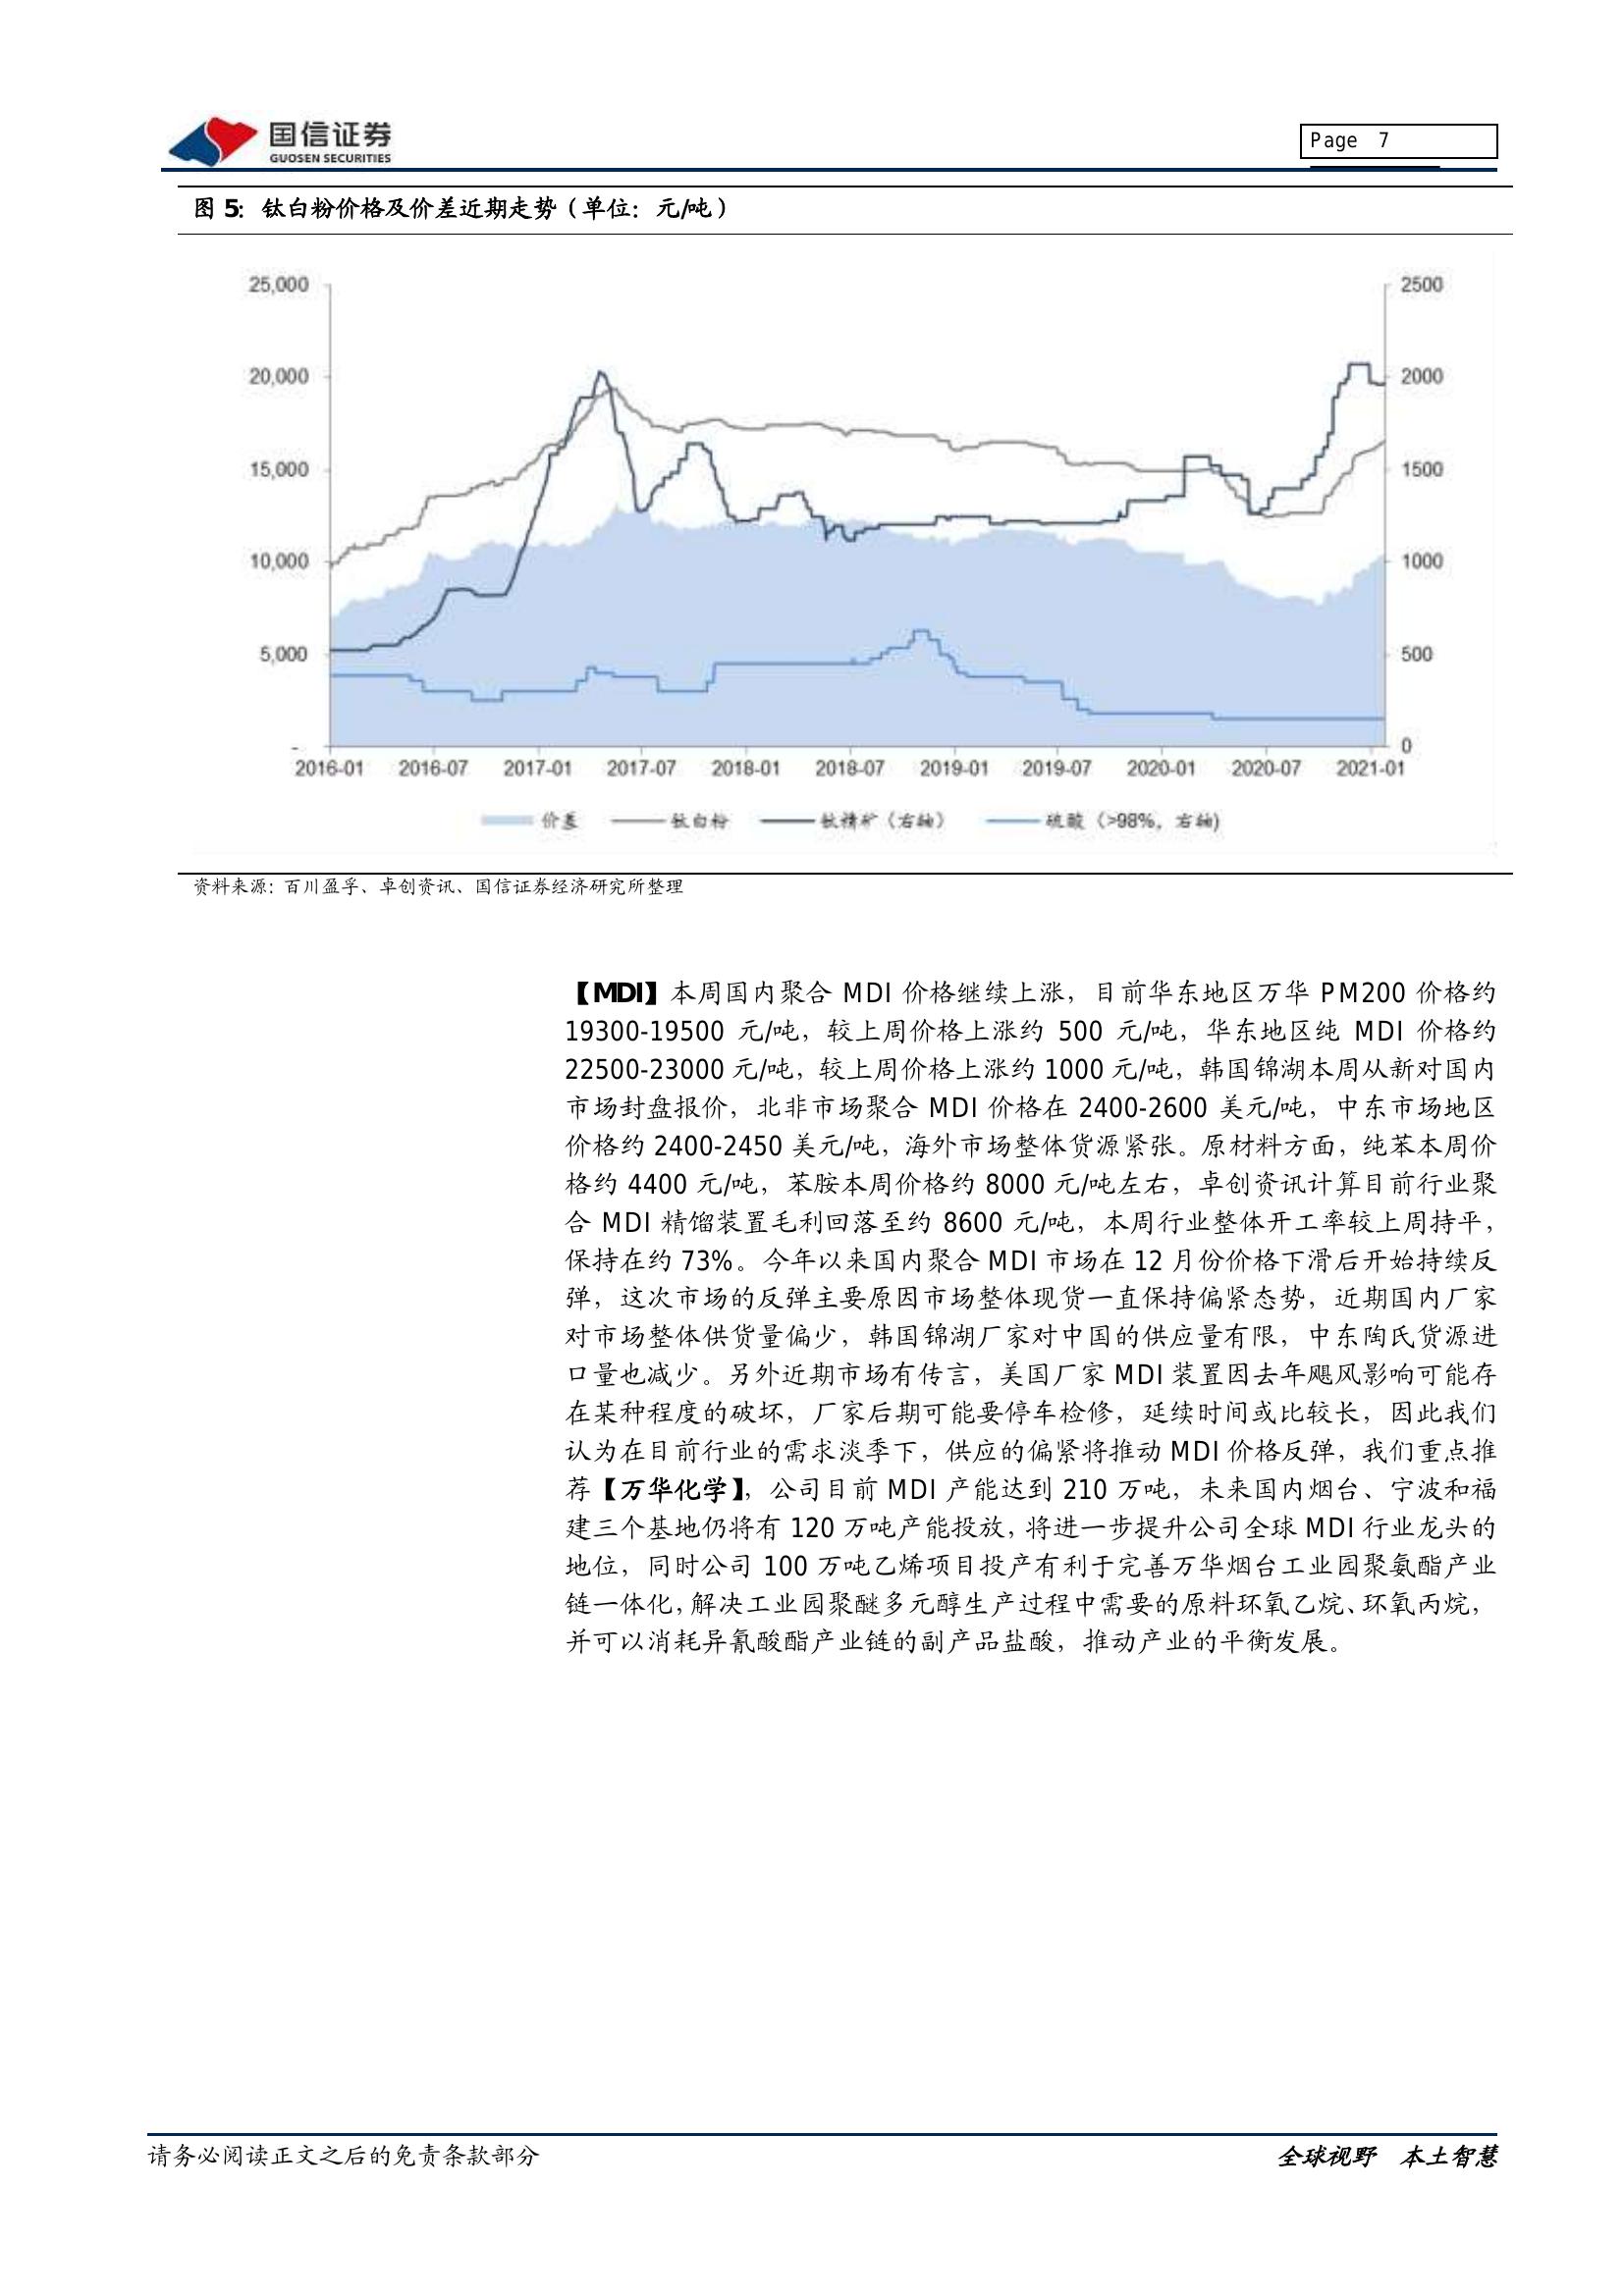 国信证券
GUOSEN SECURITIES
Page 7
图 5：钛白粉价格及价差近期走势（单位：元/吨）
25,000
20,000
15,000
10,000
5,000
-
2500
2000
1500
1000
500
0
2016-01 2016-07 2017-01 2017-07 2018-01 2018-07 2019-01 2019-07 2020-01 2020-07 2021-01
价差 钛白粉 钛精矿（右轴） 硫酸（>98%，右轴)
资料来源：百川盈孚、卓创资讯、国信证券经济研究所整理
【MDI】本周国内聚合 MDI 价格继续上涨，目前华东地区万华 PM200 价格约
19300-19500 元/吨，较上周价格上涨约 500 元/吨，华东地区纯 MDI 价格约
22500-23000 元/吨，较上周价格上涨约 1000 元/吨，韩国锦湖本周从新对国内
市场封盘报价，北非市场聚合 MDI 价格在 2400-2600 美元/吨，中东市场地区
价格约 2400-2450 美元/吨，海外市场整体货源紧张。原材料方面，纯苯本周价
格约 4400 元/吨，苯胺本周价格约 8000 元/吨左右，卓创资讯计算目前行业聚
合 MDI 精馏装置毛利回落至约 8600 元/吨，本周行业整体开工率较上周持平，
保持在约 73%。今年以来国内聚合 MDI 市场在 12 月份价格下滑后开始持续反
弹，这次市场的反弹主要原因市场整体现货一直保持偏紧态势，近期国内厂家
对市场整体供货量偏少，韩国锦湖厂家对中国的供应量有限，中东陶氏货源进
口量也减少。另外近期市场有传言，美国厂家 MDI 装置因去年飓风影响可能存
在某种程度的破坏，厂家后期可能要停车检修，延续时间或比较长，因此我们
认为在目前行业的需求淡季下，供应的偏紧将推动 MDI 价格反弹，我们重点推
荐【万华化学】，公司目前 MDI 产能达到 210 万吨，未来国内烟台、宁波和福
建三个基地仍将有 120 万吨产能投放，将进一步提升公司全球 MDI 行业龙头的
地位，同时公司 100 万吨乙烯项目投产有利于完善万华烟台工业园聚氨酯产业
链一体化，解决工业园聚醚多元醇生产过程中需要的原料环氧乙烷、环氧丙烷，
并可以消耗异氰酸酯产业链的副产品盐酸，推动产业的平衡发展。
请务必阅读正文之后的免责条款部分
全球视野 本土智慧